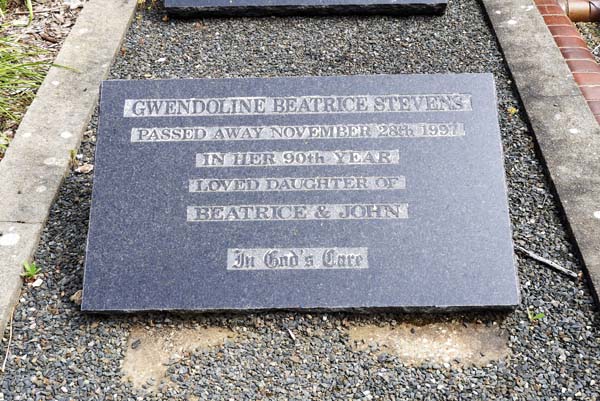 GWENDOLINE BEATRICE STEVENS
PASSED AWAY NOVEMBER 28th 1997
IN HER 90th YEAR
LOVED DAUGHTER OF
BEATRICE & JOHN
In God's Care